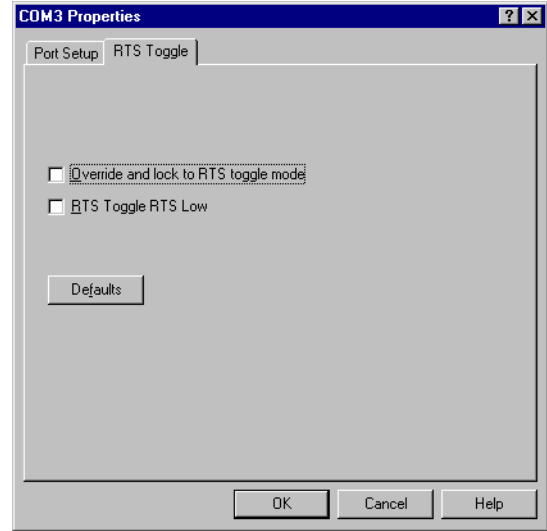 COM3 Properties
Port Setup RTS Toggle
Override and lock to RTS toggle mode
RTS Toggle RTS Low
Defaults
OK Cancel Help